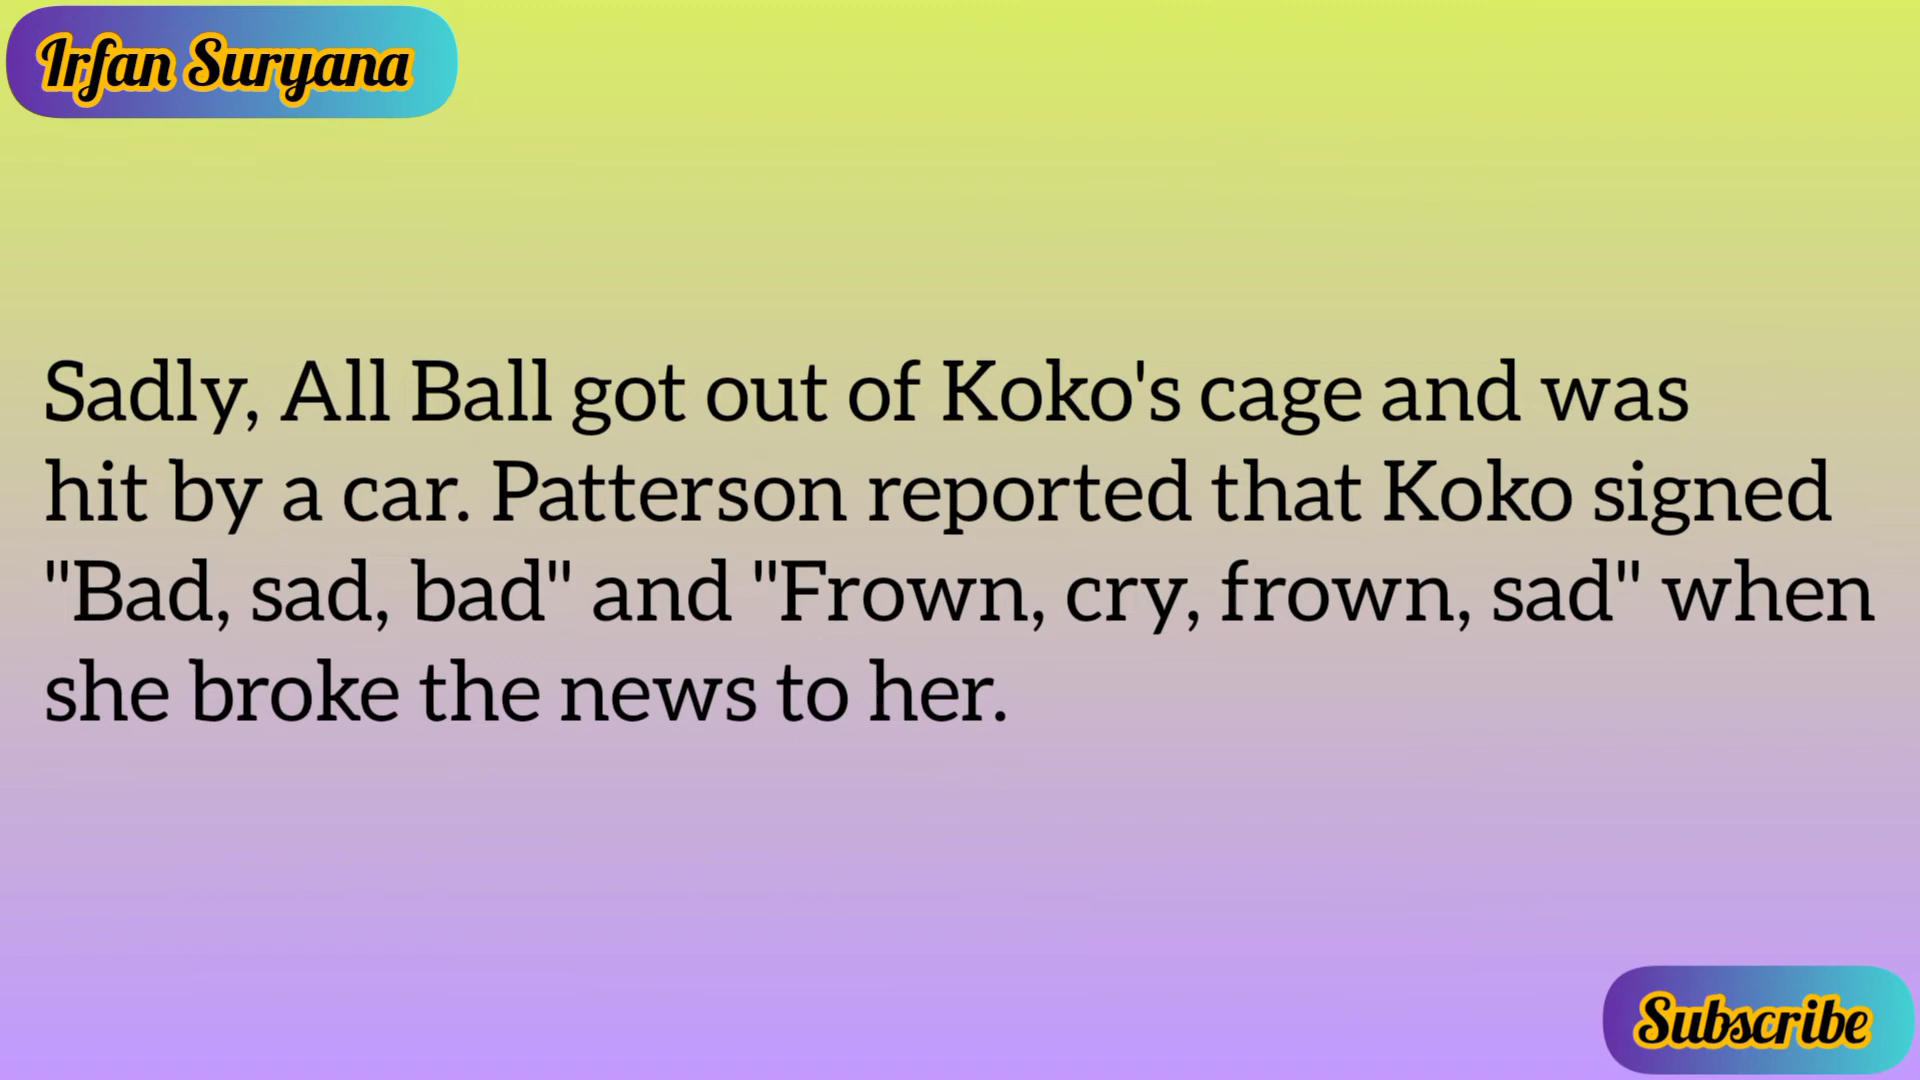 Irfan Suryana
Sadly, All Ball got out of Koko's cage and was
hit by a car. Patterson reported that Koko signed
"Bad, sad, bad" and "Frown, cry, frown, sad" when
she broke the news to her.
Subscribe